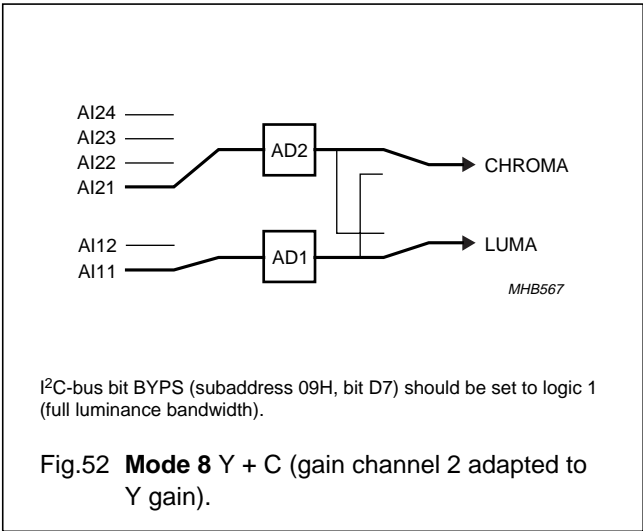 AI24
AI23
AI22
AI21
AD2
CHROMA
AI12
AI11
AD1
LUMA
MHB567
I²C-bus bit BYPS (subaddress 09H, bit D7) should be set to logic 1
(full luminance bandwidth).
Fig.52 Mode 8 Y + C (gain channel 2 adapted to
Y gain).